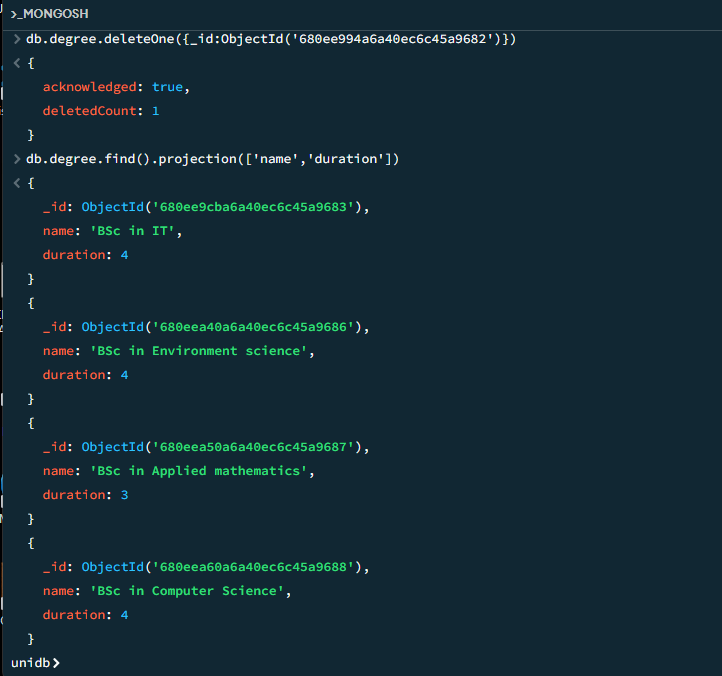 >_MONGOSH
> db.degree.deleteOne({_id:ObjectId('680ee994a6a40ec6c45a9682')})
< {
acknowledged: true,
deletedCount: 1
}
> db.degree.find().projection(['name','duration'])
< {
_id: ObjectId('680ee9cba6a40ec6c45a9683'),
name: 'BSc in IT',
duration: 4
}
{
_id: ObjectId('680eea40a6a40ec6c45a9686'),
name: 'BSc in Environment science',
duration: 4
}
{
_id: ObjectId('680eea50a6a40ec6c45a9687'),
name: 'BSc in Applied mathematics',
duration: 3
}
{
_id: ObjectId('680eea60a6a40ec6c45a9688'),
name: 'BSc in Computer Science',
duration: 4
}
unidb>